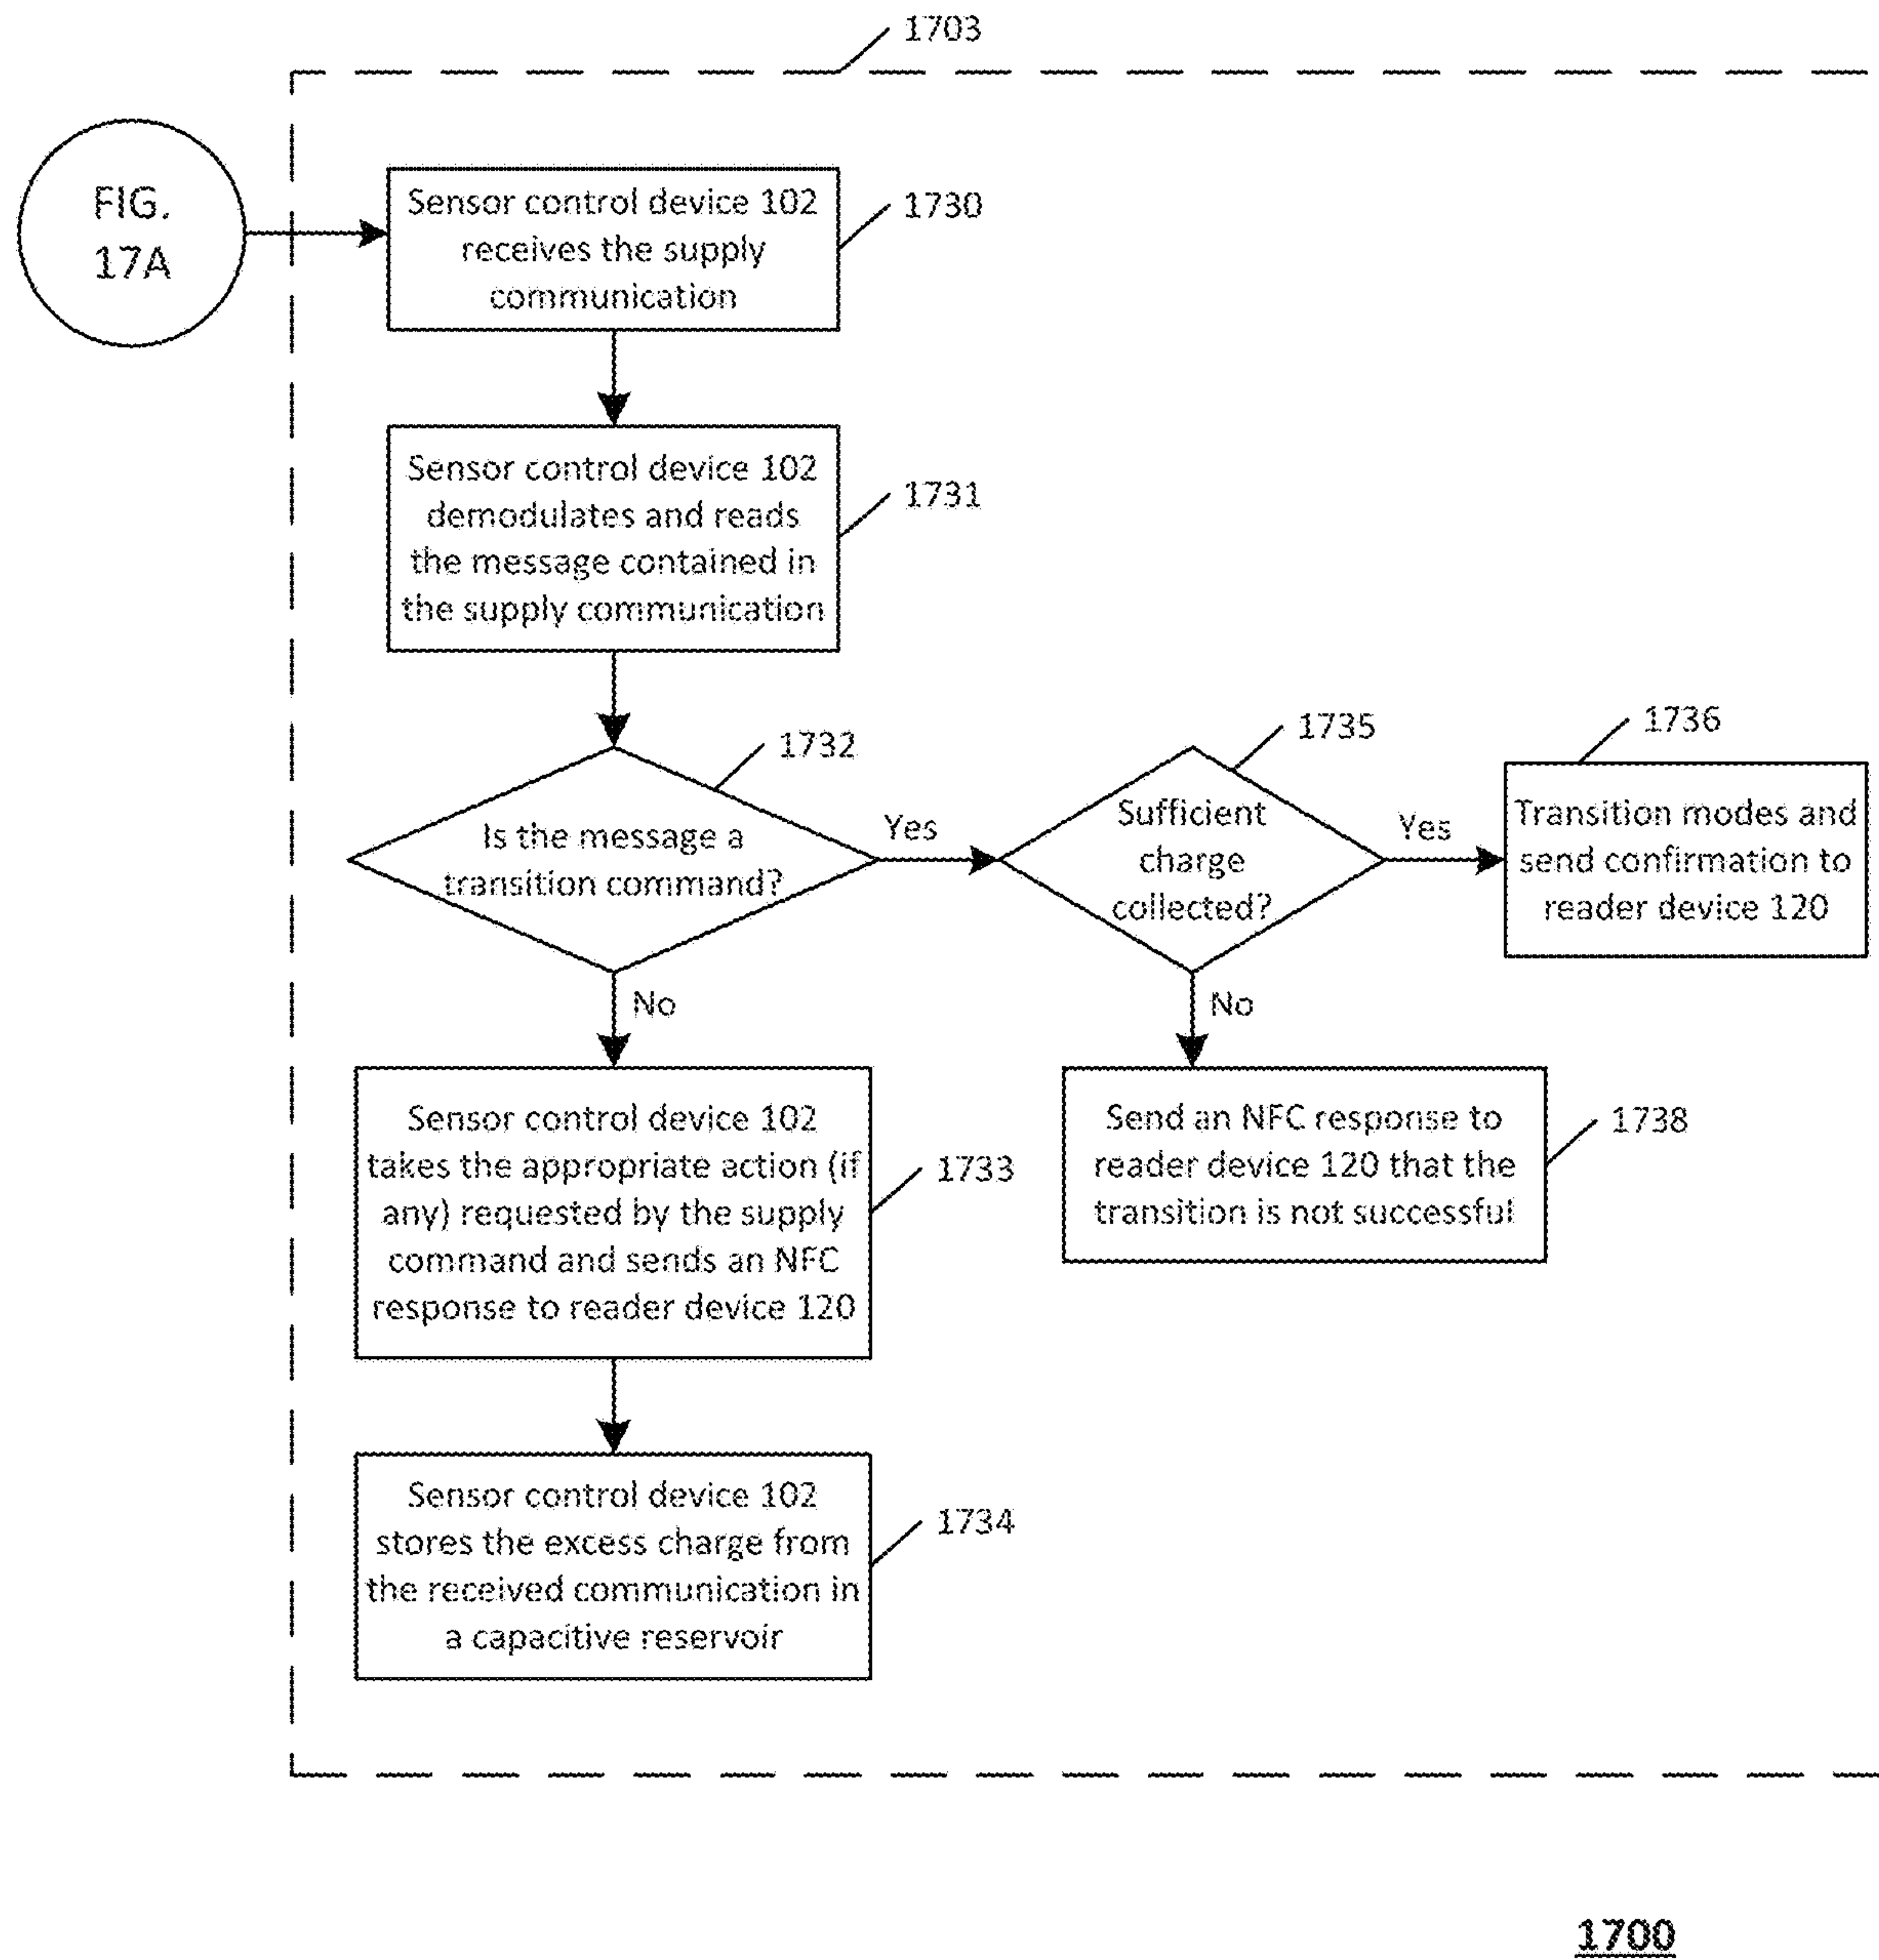 1703
FIG.
17A
Sensor control device 102
receives the supply
communication
1730
Sensor control device 102
demodulates and reads
the message contained in
the supply communication
1731
1732
Is the message a
transition command?
Yes
No
1735
Sufficient
charge
collected?
Yes
No
1736
Transition modes and
send confirmation to
reader device 120
Sensor control device 102
takes the appropriate action (if
any) requested by the supply
command and sends an NFC
response to reader device 120
1733
Send an NFC response to
reader device 120 that the
transition is not successful
1738
Sensor control device 102
stores the excess charge from
the received communication in
a capacitive reservoir
1734
1700